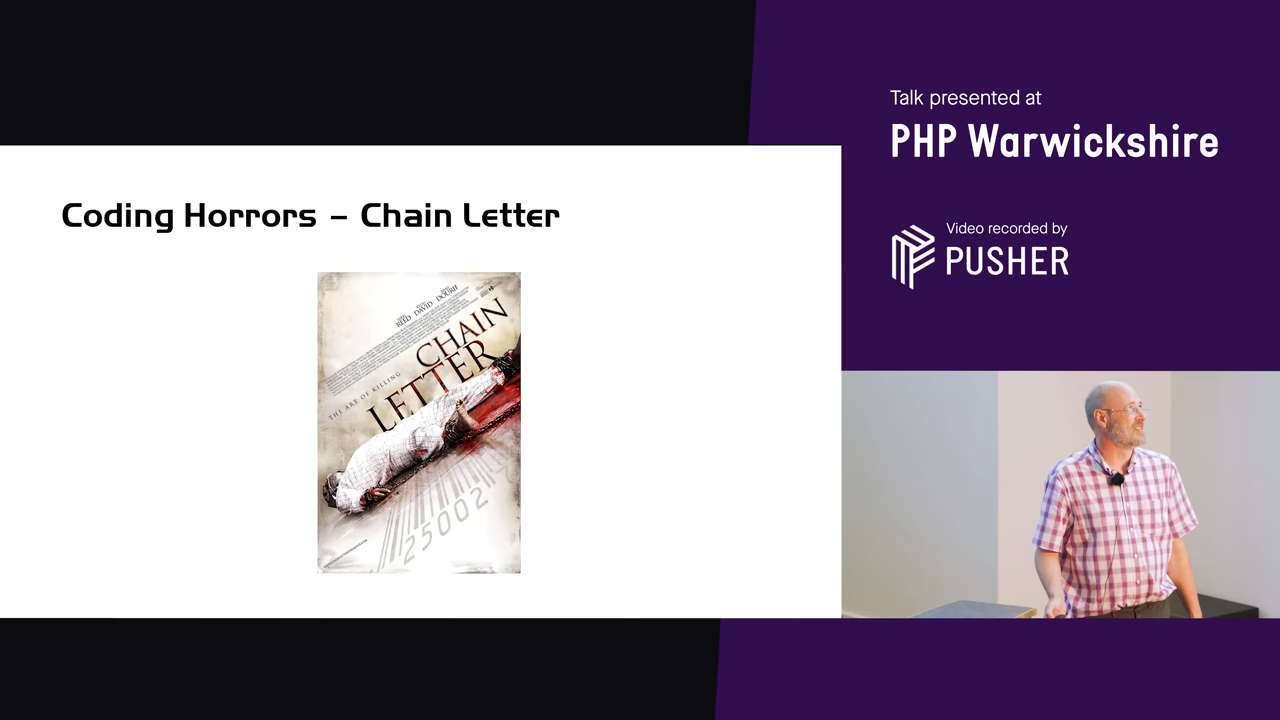 Talk presented at
PHP Warwickshire
Video recorded by
PUSHER
Coding Horrors – Chain Letter
REED DAVID DOURIF
CHAIN
LETTER
THE ART OF KILLING
25002